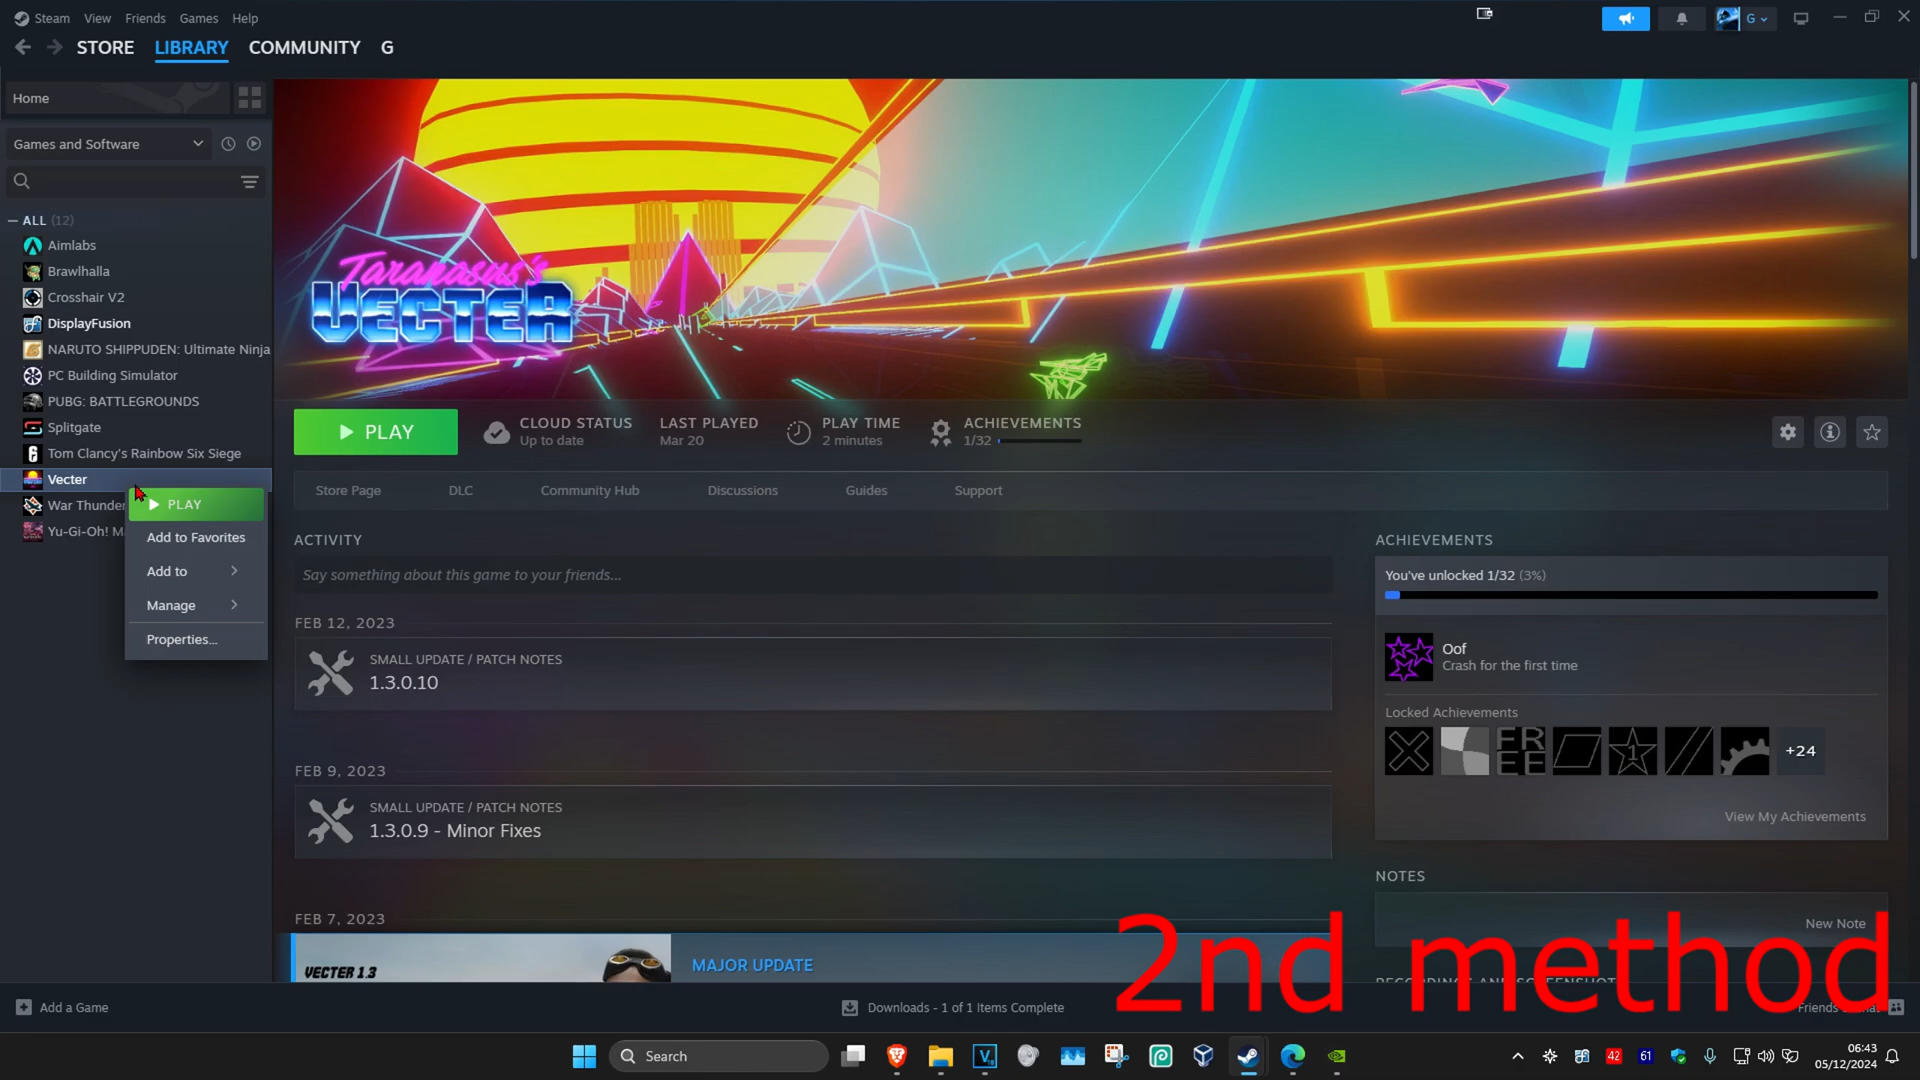 Steam View Friends Games Help
G
STORE LIBRARY COMMUNITY G
Home
Games and Software
ALL (12)
Aimlabs
Brawlhalla
Crosshair V2
DisplayFusion
NARUTO SHIPPUDEN: Ultimate Ninja
PC Building Simulator
PUBG: BATTLEGROUNDS
Splitgate
Tom Clancy's Rainbow Six Siege
Vecter
War Thunder
Yu-Gi-Oh! M
PLAY
Add to Favorites
Add to
Manage
Properties...
Taranasus's
VECTER
PLAY
CLOUD STATUS
Up to date
LAST PLAYED
Mar 20
PLAY TIME
2 minutes
ACHIEVEMENTS
1/32
Store Page DLC Community Hub Discussions Guides Support
ACTIVITY
Say something about this game to your friends...
FEB 12, 2023
SMALL UPDATE / PATCH NOTES
1.3.0.10
FEB 9, 2023
SMALL UPDATE / PATCH NOTES
1.3.0.9 - Minor Fixes
FEB 7, 2023
VECTER 1.3
MAJOR UPDATE
ACHIEVEMENTS
You've unlocked 1/32 (3%)
Oof
Crash for the first time
Locked Achievements
FREE
1
+24
View My Achievements
NOTES
New Note
2nd method
Add a Game
Downloads - 1 of 1 Items Complete
Search
42
61
06:43
05/12/2024